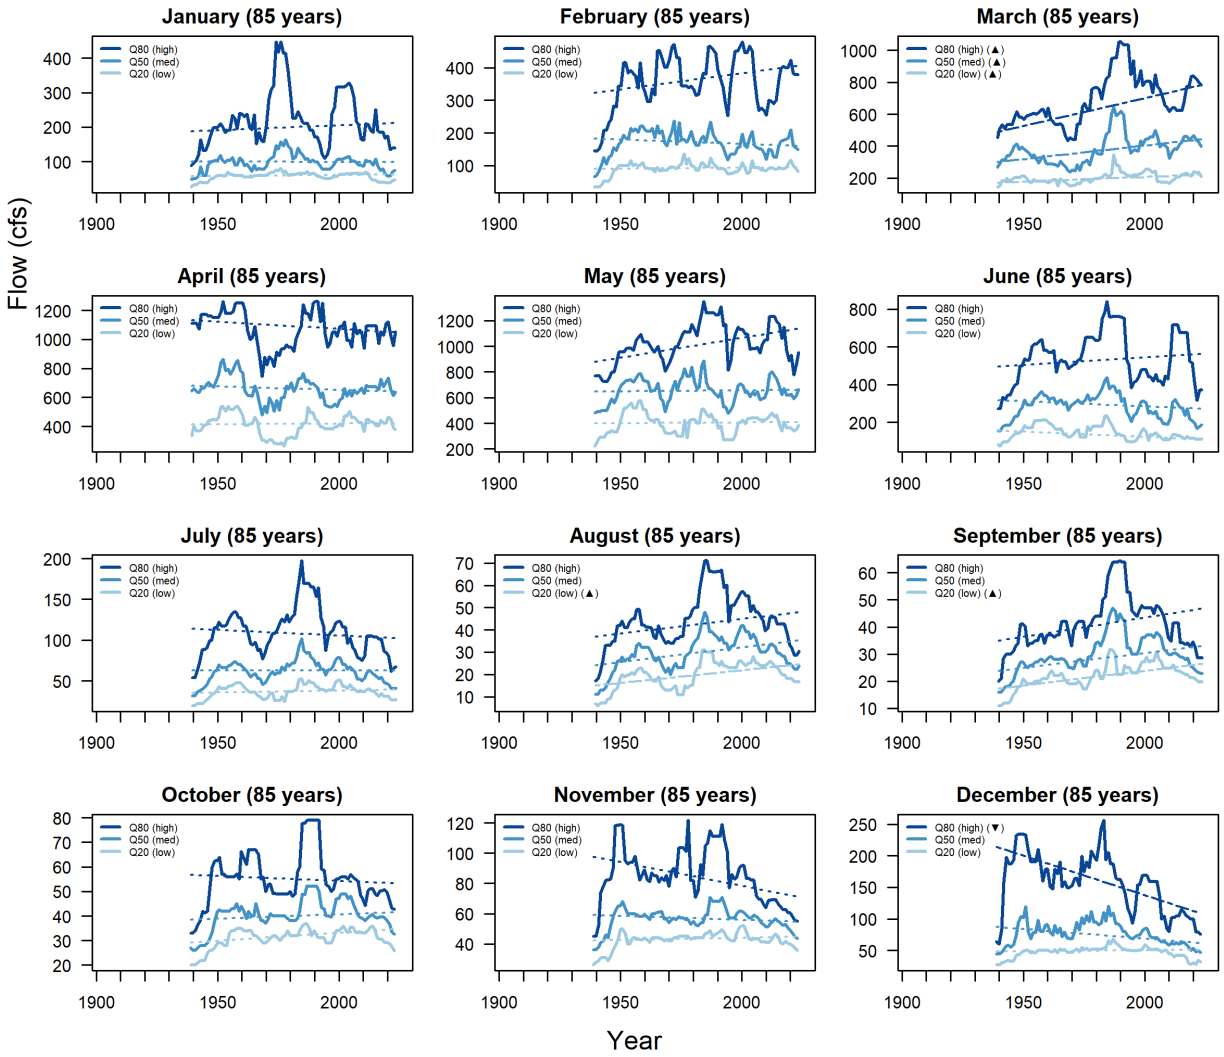 January (85 years)
Q80 (high)
Q50 (med)
Q20 (low)
400
300
200
100
1900
1950
2000
February (85 years)
Q80 (high)
Q50 (med)
Q20 (low)
400
300
200
100
1900
1950
2000
March (85 years)
Q80 (high) (▲)
Q50 (med) (▲)
Q20 (low) (▲)
1000
800
600
400
200
1900
1950
2000
Flow (cfs)
April (85 years)
Q80 (high)
Q50 (med)
Q20 (low)
1200
1000
800
600
400
1900
1950
2000
May (85 years)
Q80 (high)
Q50 (med)
Q20 (low)
1200
1000
800
600
400
200
1900
1950
2000
June (85 years)
Q80 (high)
Q50 (med)
Q20 (low)
800
600
400
200
1900
1950
2000
July (85 years)
Q80 (high)
Q50 (med)
Q20 (low)
200
150
100
50
1900
1950
2000
August (85 years)
Q80 (high)
Q50 (med)
Q20 (low) (▲)
70
60
50
40
30
20
10
1900
1950
2000
September (85 years)
Q80 (high)
Q50 (med)
Q20 (low) (▲)
60
50
40
30
20
10
1900
1950
2000
October (85 years)
Q80 (high)
Q50 (med)
Q20 (low)
80
70
60
50
40
30
20
1900
1950
2000
November (85 years)
Q80 (high)
Q50 (med)
Q20 (low)
120
100
80
60
40
1900
1950
2000
December (85 years)
Q80 (high) (▼)
Q50 (med)
Q20 (low)
250
200
150
100
50
1900
1950
2000
Year